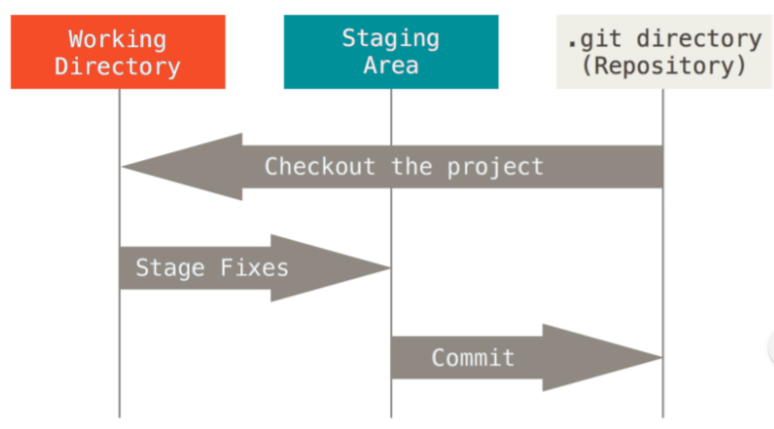 Working
Directory
Staging
Area
.git directory
(Repository)
Checkout the project
Stage Fixes
Commit